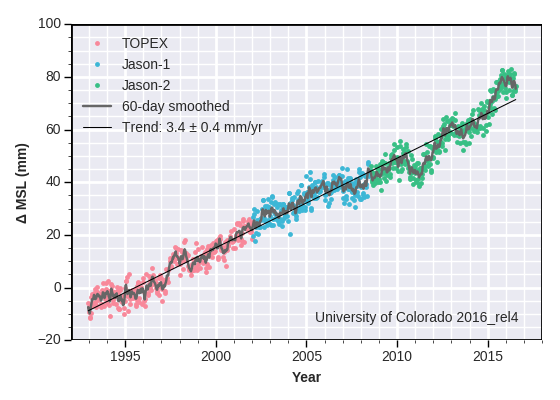 100
80
60
40
20
0
−20
Δ MSL (mm)
TOPEX
Jason-1
Jason-2
60-day smoothed
Trend: 3.4 ± 0.4 mm/yr
University of Colorado 2016_rel4
1995
2000
2005
2010
2015
Year